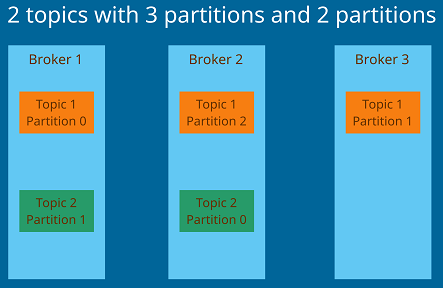 2 topics with 3 partitions and 2 partitions
Broker 1
Topic 1
Partition 0
Topic 2
Partition 1
Broker 2
Topic 1
Partition 2
Topic 2
Partition 0
Broker 3
Topic 1
Partition 1